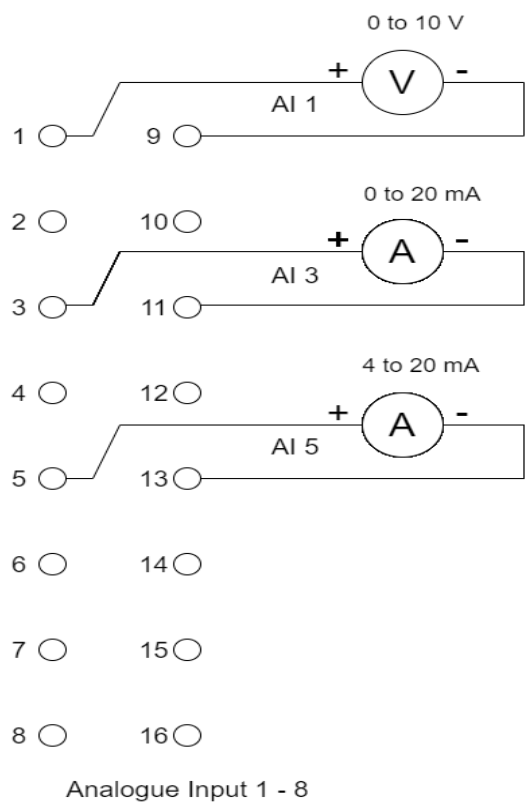 0 to 10 V
+ V -
AI 1
1 9
0 to 20 mA
2 10
+ A -
AI 3
3 11
4 to 20 mA
4 12
+ A -
AI 5
5 13
6 14
7 15
8 16
Analogue Input 1 - 8